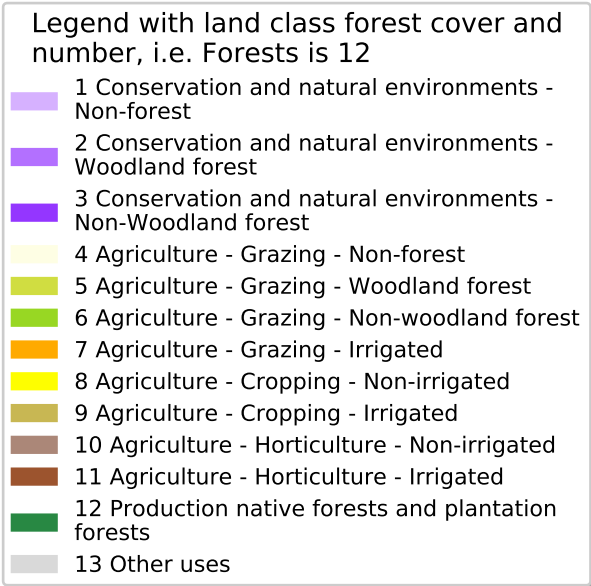 Legend with land class forest cover and
number, i.e. Forests is 12
1 Conservation and natural environments -
Non-forest
2 Conservation and natural environments -
Woodland forest
3 Conservation and natural environments -
Non-Woodland forest
4 Agriculture - Grazing - Non-forest
5 Agriculture - Grazing - Woodland forest
6 Agriculture - Grazing - Non-woodland forest
7 Agriculture - Grazing - Irrigated
8 Agriculture - Cropping - Non-irrigated
9 Agriculture - Cropping - Irrigated
10 Agriculture - Horticulture - Non-irrigated
11 Agriculture - Horticulture - Irrigated
12 Production native forests and plantation
forests
13 Other uses